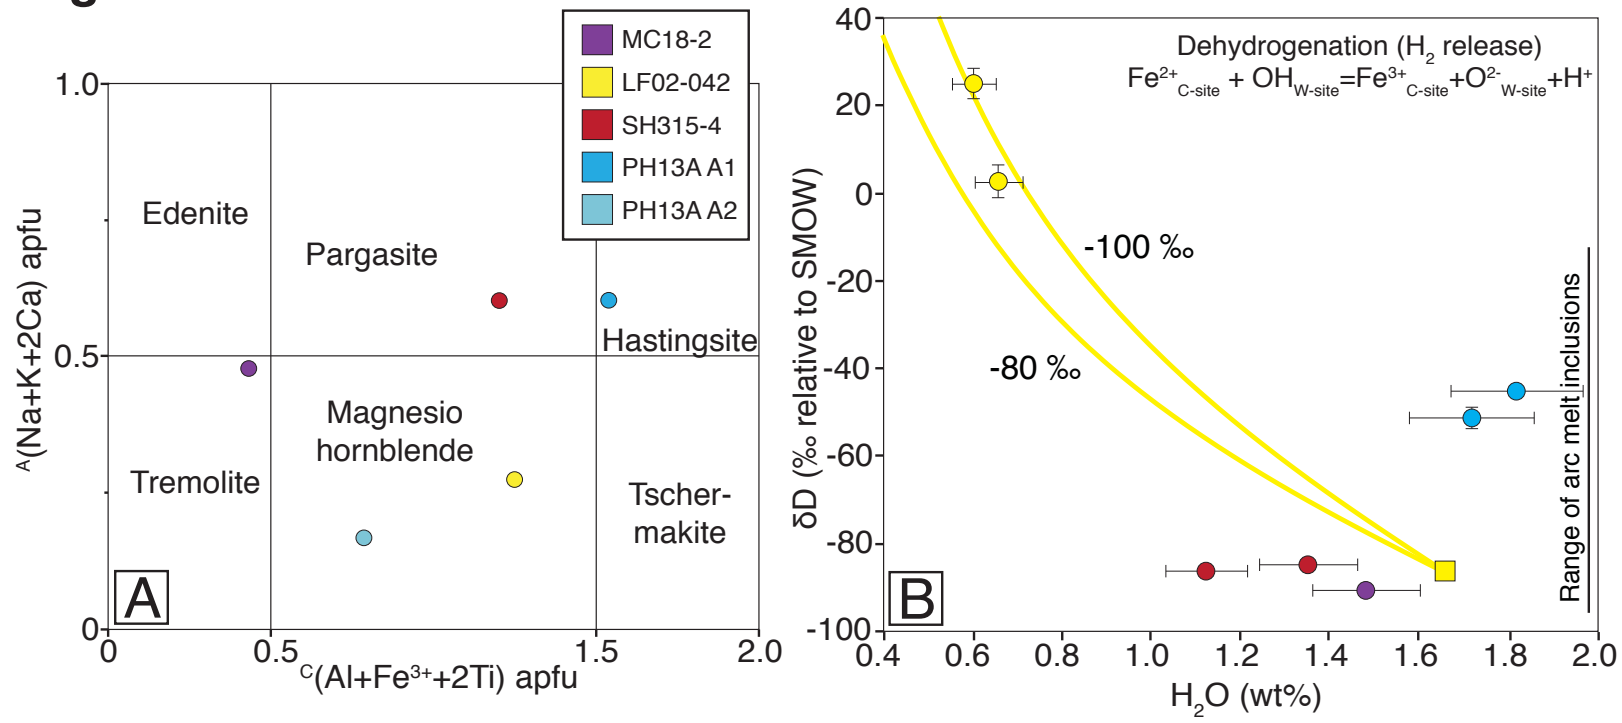 MC18-2
LF02-042
SH315-4
PH13A A1
PH13A A2
1.0
0.5
0
Edenite
Pargasite
Hastingsite
Magnesio
hornblende
Tremolite
Tscher-
makite
A
0
0.5
1.5
2.0
ᴬ(Na+K+2Ca) apfu
ᶜ(Al+Fe³⁺+2Ti) apfu
40
20
0
-20
-40
-60
-80
-100
δD (‰ relative to SMOW)
Dehydrogenation (H₂ release)
Fe²⁺C-site + OHW-site=Fe³⁺C-site+O²⁻W-site+H⁺
-100 ‰
-80 ‰
Range of arc melt inclusions
B
0.4
0.6
0.8
1.0
1.2
1.4
1.6
1.8
2.0
H₂O (wt%)